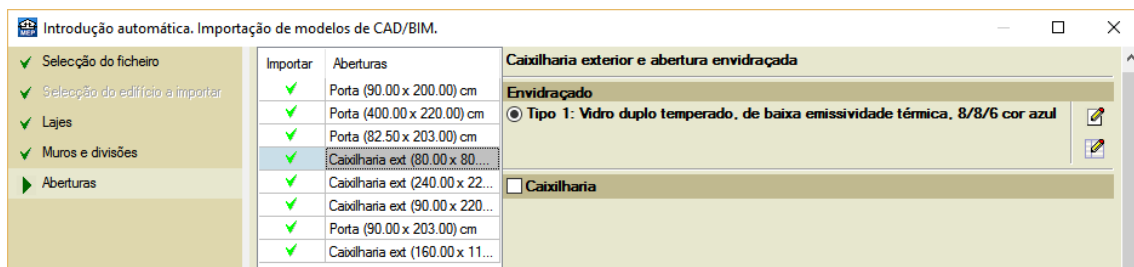 MEP Introdução automática. Importação de modelos de CAD/BIM.
Selecção do ficheiro
Selecção do edifício a importar
Lajes
Muros e divisões
Aberturas
Importar Aberturas
Porta (90.00 x 200.00) cm
Porta (400.00 x 220.00) cm
Porta (82.50 x 203.00) cm
Caixilharia ext (80.00 x 80....
Caixilharia ext (240.00 x 22...
Caixilharia ext (90.00 x 220...
Porta (90.00 x 203.00) cm
Caixilharia ext (160.00 x 11...
Caixilharia exterior e abertura envidraçada
Envidraçado
Tipo 1: Vidro duplo temperado, de baixa emissividade térmica, 8/8/6 cor azul
Caixilharia